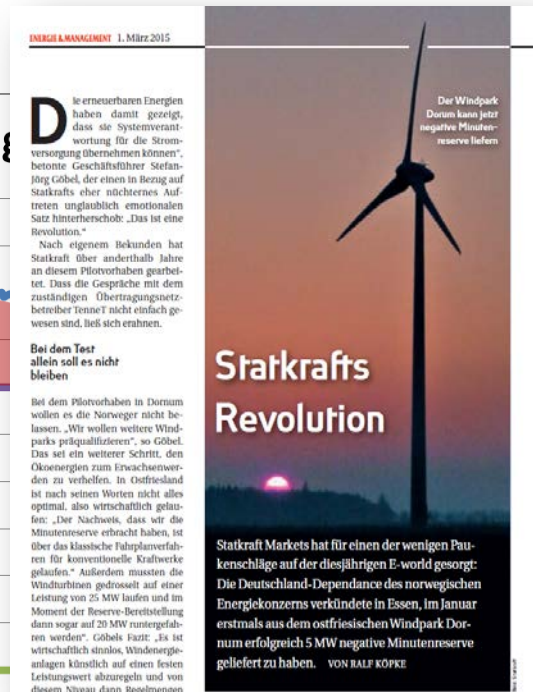 ENERGIE & MANAGEMENT 1. März 2015
Die erneuerbaren Energien
haben damit gezeigt,
dass sie Systemverant-
wortung für die Strom-
versorgung übernehmen können“,
betonte Geschäftsführer Stefan-
Jörg Göbel, der einen in Bezug auf
Statkrafts eher nüchternes Auf-
treten unglaublich emotionalen
Satz hinterherschob: „Das ist eine
Revolution.“
Nach eigenem Bekunden hat
Statkraft über anderthalb Jahre
an diesem Pilotvorhaben gearbei-
tet. Dass die Gespräche mit dem
zuständigen Übertragungsnetz-
betreiber TenneT nicht einfach ge-
wesen sind, ließ sich erahnen.
Bei dem Test
allein soll es nicht
bleiben
Bei dem Pilotvorhaben in Dornum
wollen es die Norweger nicht be-
lassen. „Wir wollen weitere Wind-
parks präqualifizieren“, so Göbel.
Das sei ein weiterer Schritt, den
Ökoenergien zum Erwachsenwer-
den zu verhelfen. In Ostfriesland
ist nach seinen Worten nicht alles
optimal, also wirtschaftlich gelau-
fen: „Der Nachweis, dass wir die
Minutenreserve erbracht haben, ist
über das klassische Fahrplanverfah-
ren für konventionelle Kraftwerke
gelaufen.“ Außerdem mussten die
Windturbinen gedrosselt auf einer
Leistung von 25 MW laufen und im
Moment der Reserve-Bereitstellung
dann sogar auf 20 MW runtergefah-
ren werden“. Göbels Fazit: „Es ist
wirtschaftlich sinnlos, Windenergie-
anlagen künstlich auf einen festen
Leistungswert abzuregeln und von
diesem Niveau dann Regelmengen
Der Windpark
Dorum kann jetzt
negative Minuten-
reserve liefern
Statkrafts
Revolution
Statkraft Markets hat für einen der wenigen Pau-
kenschläge auf der diesjährigen E-world gesorgt:
Die Deutschland-Dependance des norwegischen
Energiekonzerns verkündete in Essen, im Januar
erstmals aus dem ostfriesischen Windpark Dor-
num erfolgreich 5 MW negative Minutenreserve
geliefert zu haben. VON RALF KÖPKE